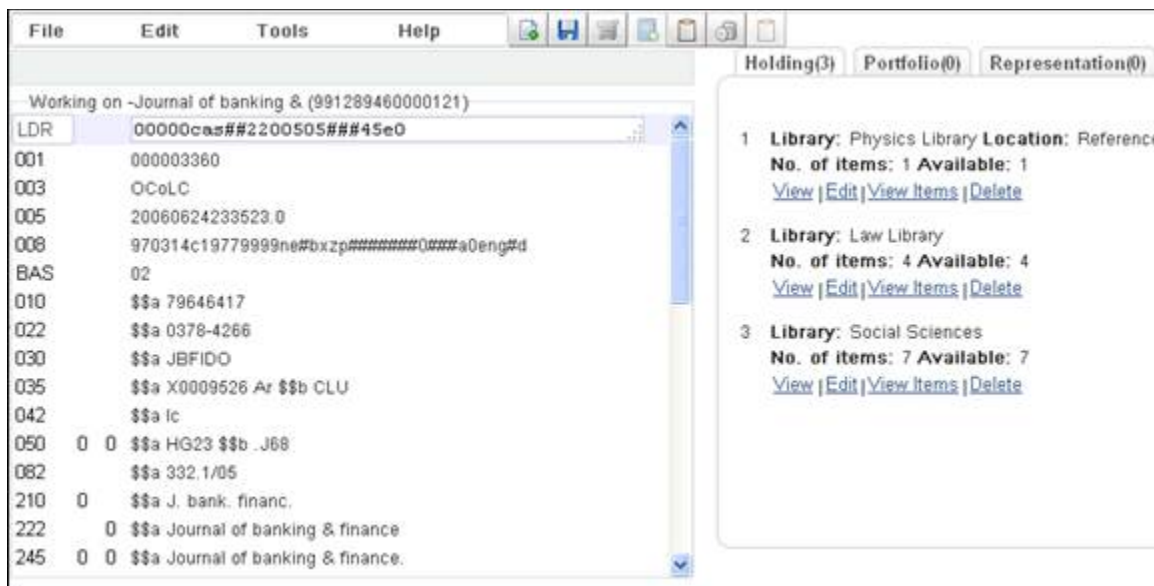 File Edit Tools Help
Holding(3) Portfolio(0) Representation(0)
Working on -Journal of banking & (991289460000121)
LDR 00000cas##2200505###45e0
001 000003360
003 OCoLC
005 20060624233523.0
008 970314c19779999ne#bxzp#######0###a0eng#d
BAS 02
010 $$a 79646417
022 $$a 0378-4266
030 $$a JBFIDO
035 $$a X0009526 Ar $$b CLU
042 $$a lc
050 0 0 $$a HG23 $$b .J68
082 $$a 332.1/05
210 0 $$a J. bank. financ.
222 0 $$a Journal of banking & finance
245 0 0 $$a Journal of banking & finance.
1 Library: Physics Library Location: Reference
No. of items: 1 Available: 1
View | Edit | View Items | Delete
2 Library: Law Library
No. of items: 4 Available: 4
View | Edit | View Items | Delete
3 Library: Social Sciences
No. of items: 7 Available: 7
View | Edit | View Items | Delete